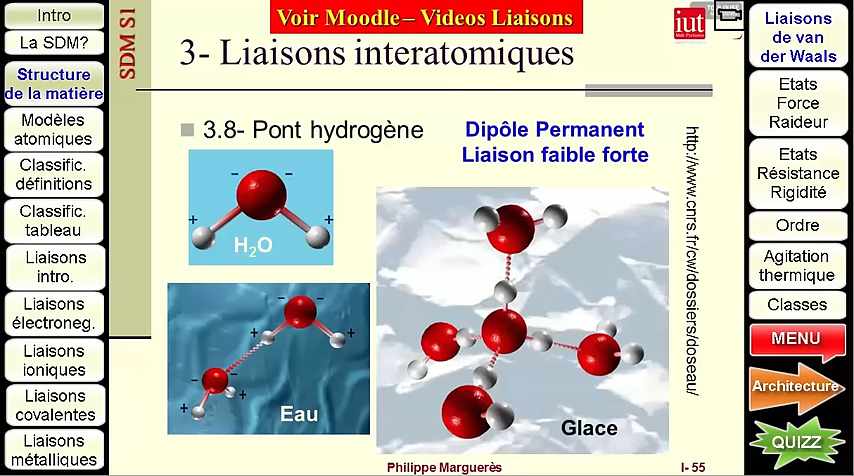 Intro
La SDM?
Structure
de la matière
Modèles
atomiques
Classific.
définitions
Classific.
tableau
Liaisons
intro.
Liaisons
électroneg.
Liaisons
ioniques
Liaisons
covalentes
Liaisons
métalliques
SDM S1
Voir Moodle – Videos Liaisons
iut
3- Liaisons interatomiques
3.8- Pont hydrogène
Dipôle Permanent
Liaison faible forte
- -
+ +
H2O
- -
+ +
- -
+ +
Eau
Glace
http://www.cnrs.fr/cw/dossiers/doseau/
Philippe Marguerès
I- 55
Liaisons
de van
der Waals
Etats
Force
Raideur
Etats
Résistance
Rigidité
Ordre
Agitation
thermique
Classes
MENU
Architecture
QUIZZ